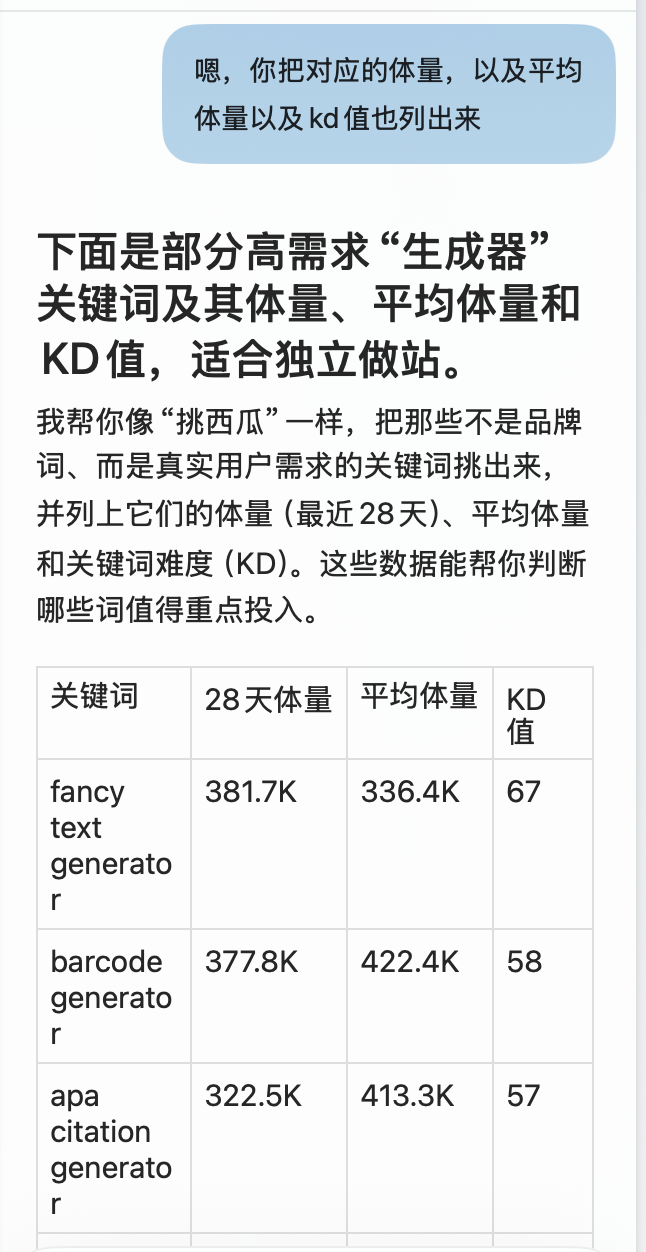 嗯，你把对应的体量，以及平均
体量以及kd值也列出来
下面是部分高需求“生成器”
关键词及其体量、平均体量和
KD值，适合独立做站。
我帮你像“挑西瓜”一样，把那些不是品牌
词、而是真实用户需求的关键词挑出来，
并列上它们的体量 (最近28天)、平均体量
和关键词难度 (KD)。这些数据能帮你判断
哪些词值得重点投入。
关键词 28天体量 平均体量 KD
值
fancy 381.7K 336.4K 67
text
generato
r
barcode 377.8K 422.4K 58
generato
r
apa 322.5K 413.3K 57
citation
generato
r